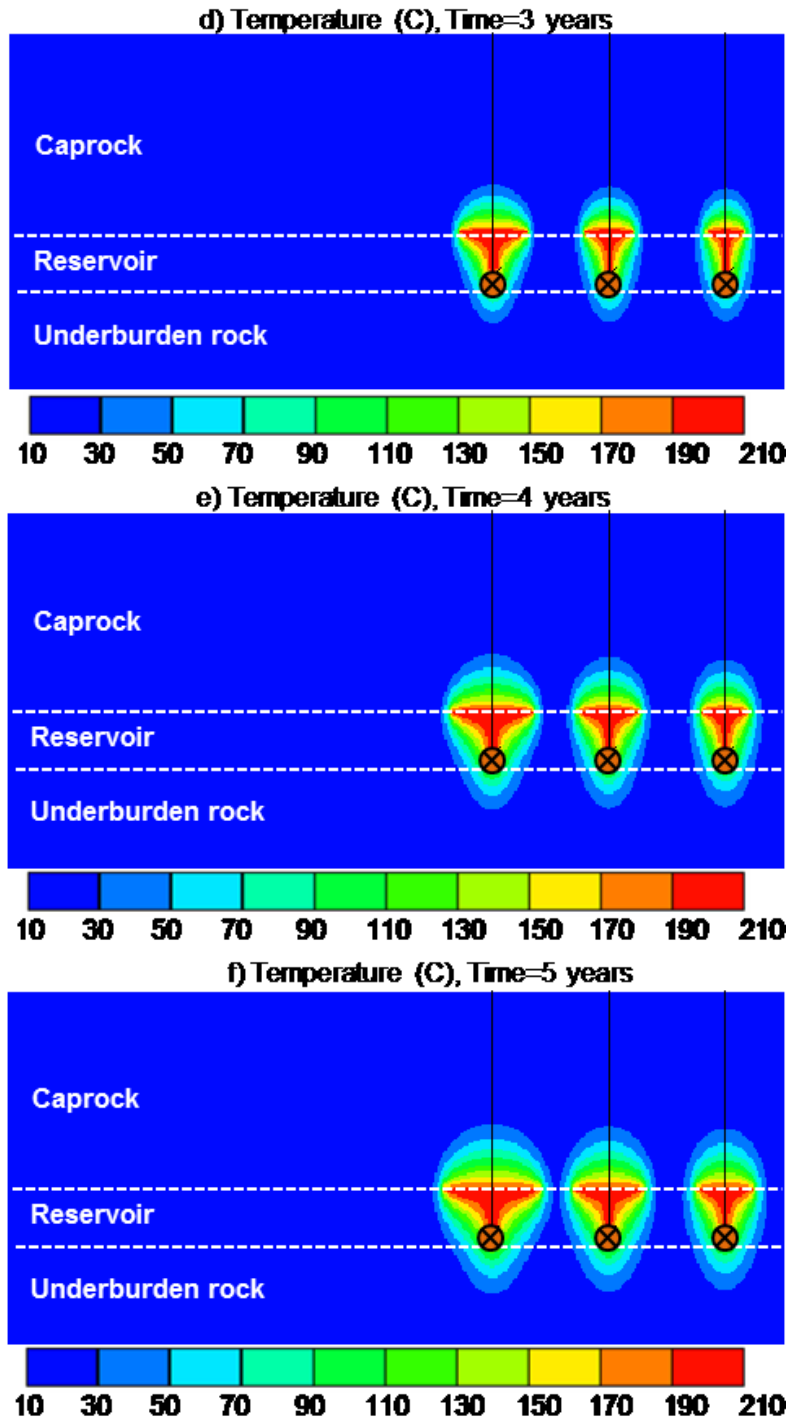 d) Temperature (C), Time=3 years
Caprock
Reservoir
Underburden rock
10 30 50 70 90 110 130 150 170 190 210
e) Temperature (C), Time=4 years
Caprock
Reservoir
Underburden rock
10 30 50 70 90 110 130 150 170 190 210
f) Temperature (C), Time=5 years
Caprock
Reservoir
Underburden rock
10 30 50 70 90 110 130 150 170 190 210